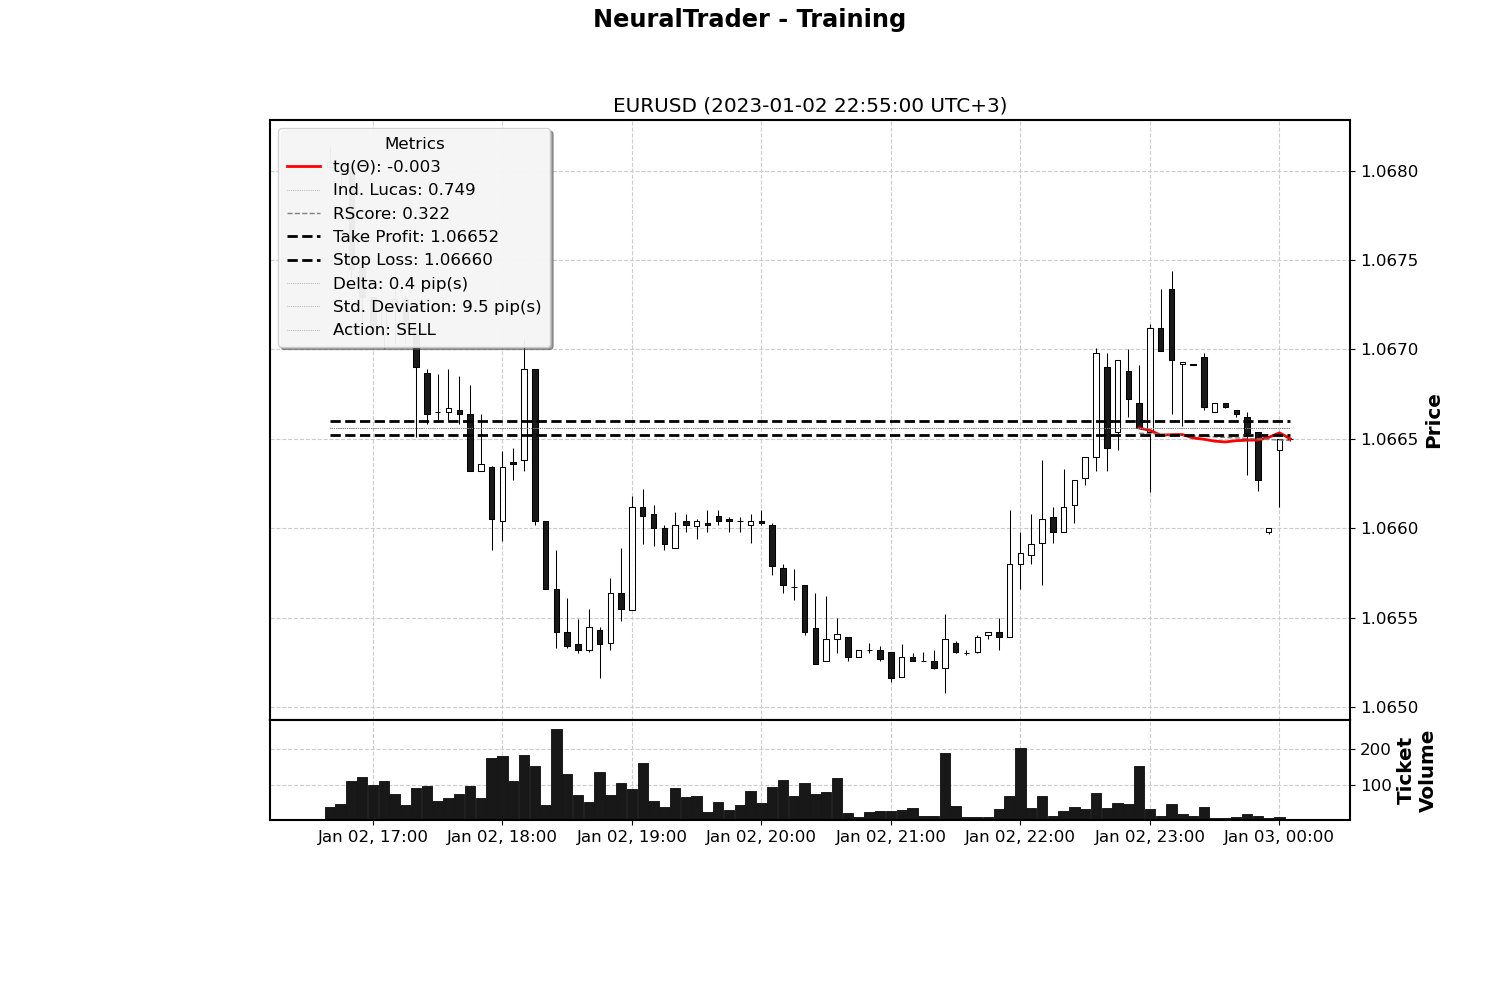 NeuralTrader - Training
EURUSD (2023-01-02 22:55:00 UTC+3)
Metrics
tg(Θ): -0.003
Ind. Lucas: 0.749
RScore: 0.322
Take Profit: 1.06652
Stop Loss: 1.06660
Delta: 0.4 pip(s)
Std. Deviation: 9.5 pip(s)
Action: SELL
1.0680
1.0675
1.0670
1.0665
1.0660
1.0655
1.0650
Price
200
100
Ticket
Volume
Jan 02, 17:00
Jan 02, 18:00
Jan 02, 19:00
Jan 02, 20:00
Jan 02, 21:00
Jan 02, 22:00
Jan 02, 23:00
Jan 03, 00:00